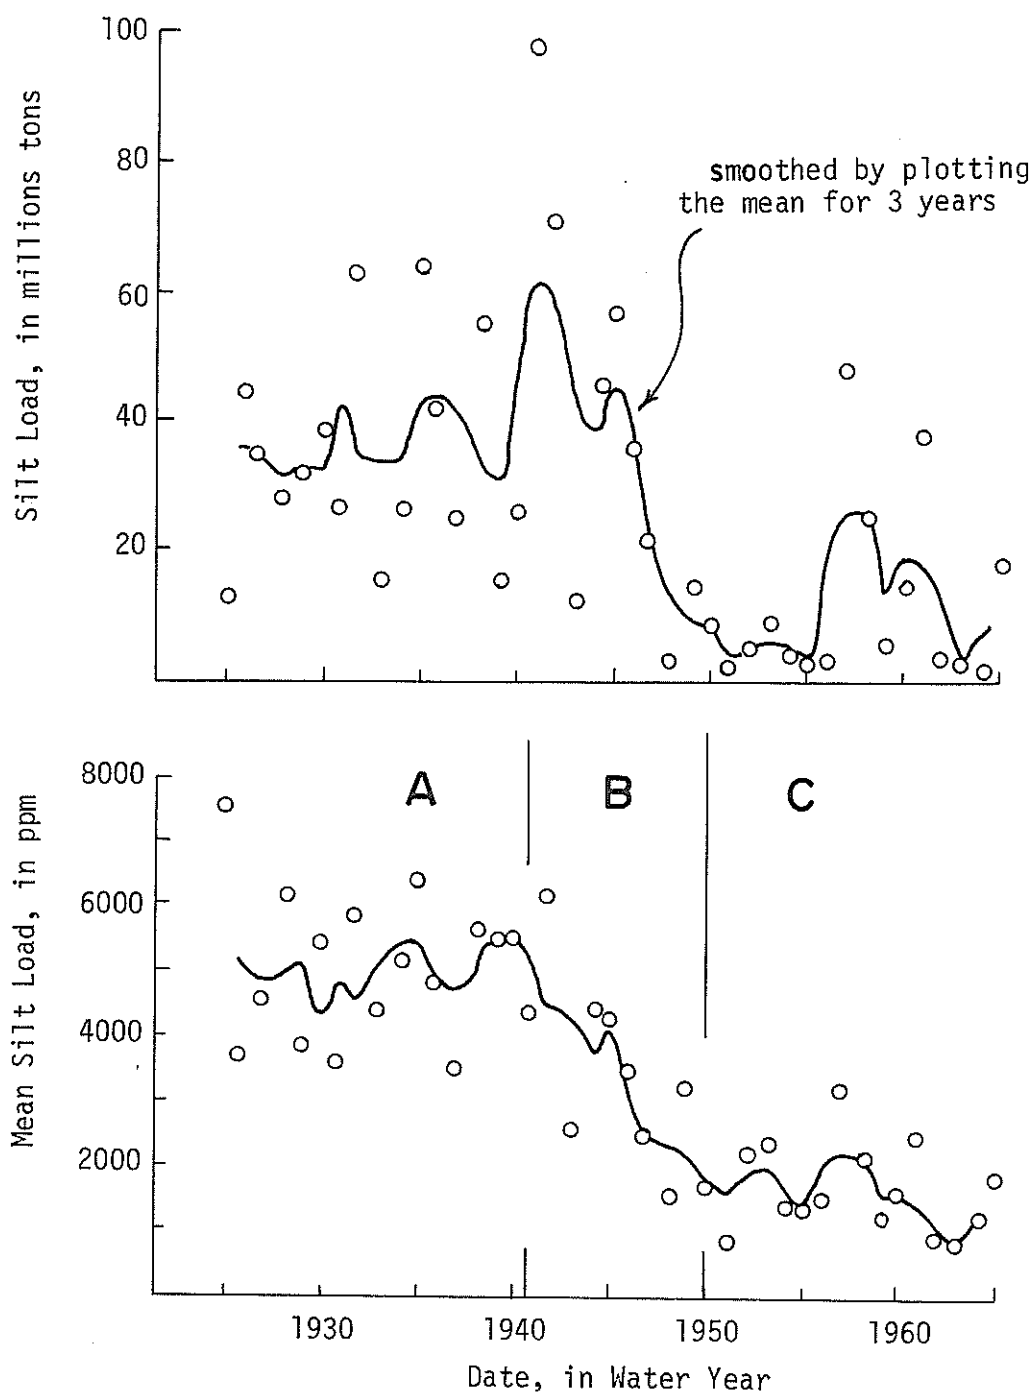 100
80
60
40
20
Silt Load, in millions tons
smoothed by plotting
the mean for 3 years
8000
6000
4000
2000
Mean Silt Load, in ppm
A
B
C
1930
1940
1950
1960
Date, in Water Year